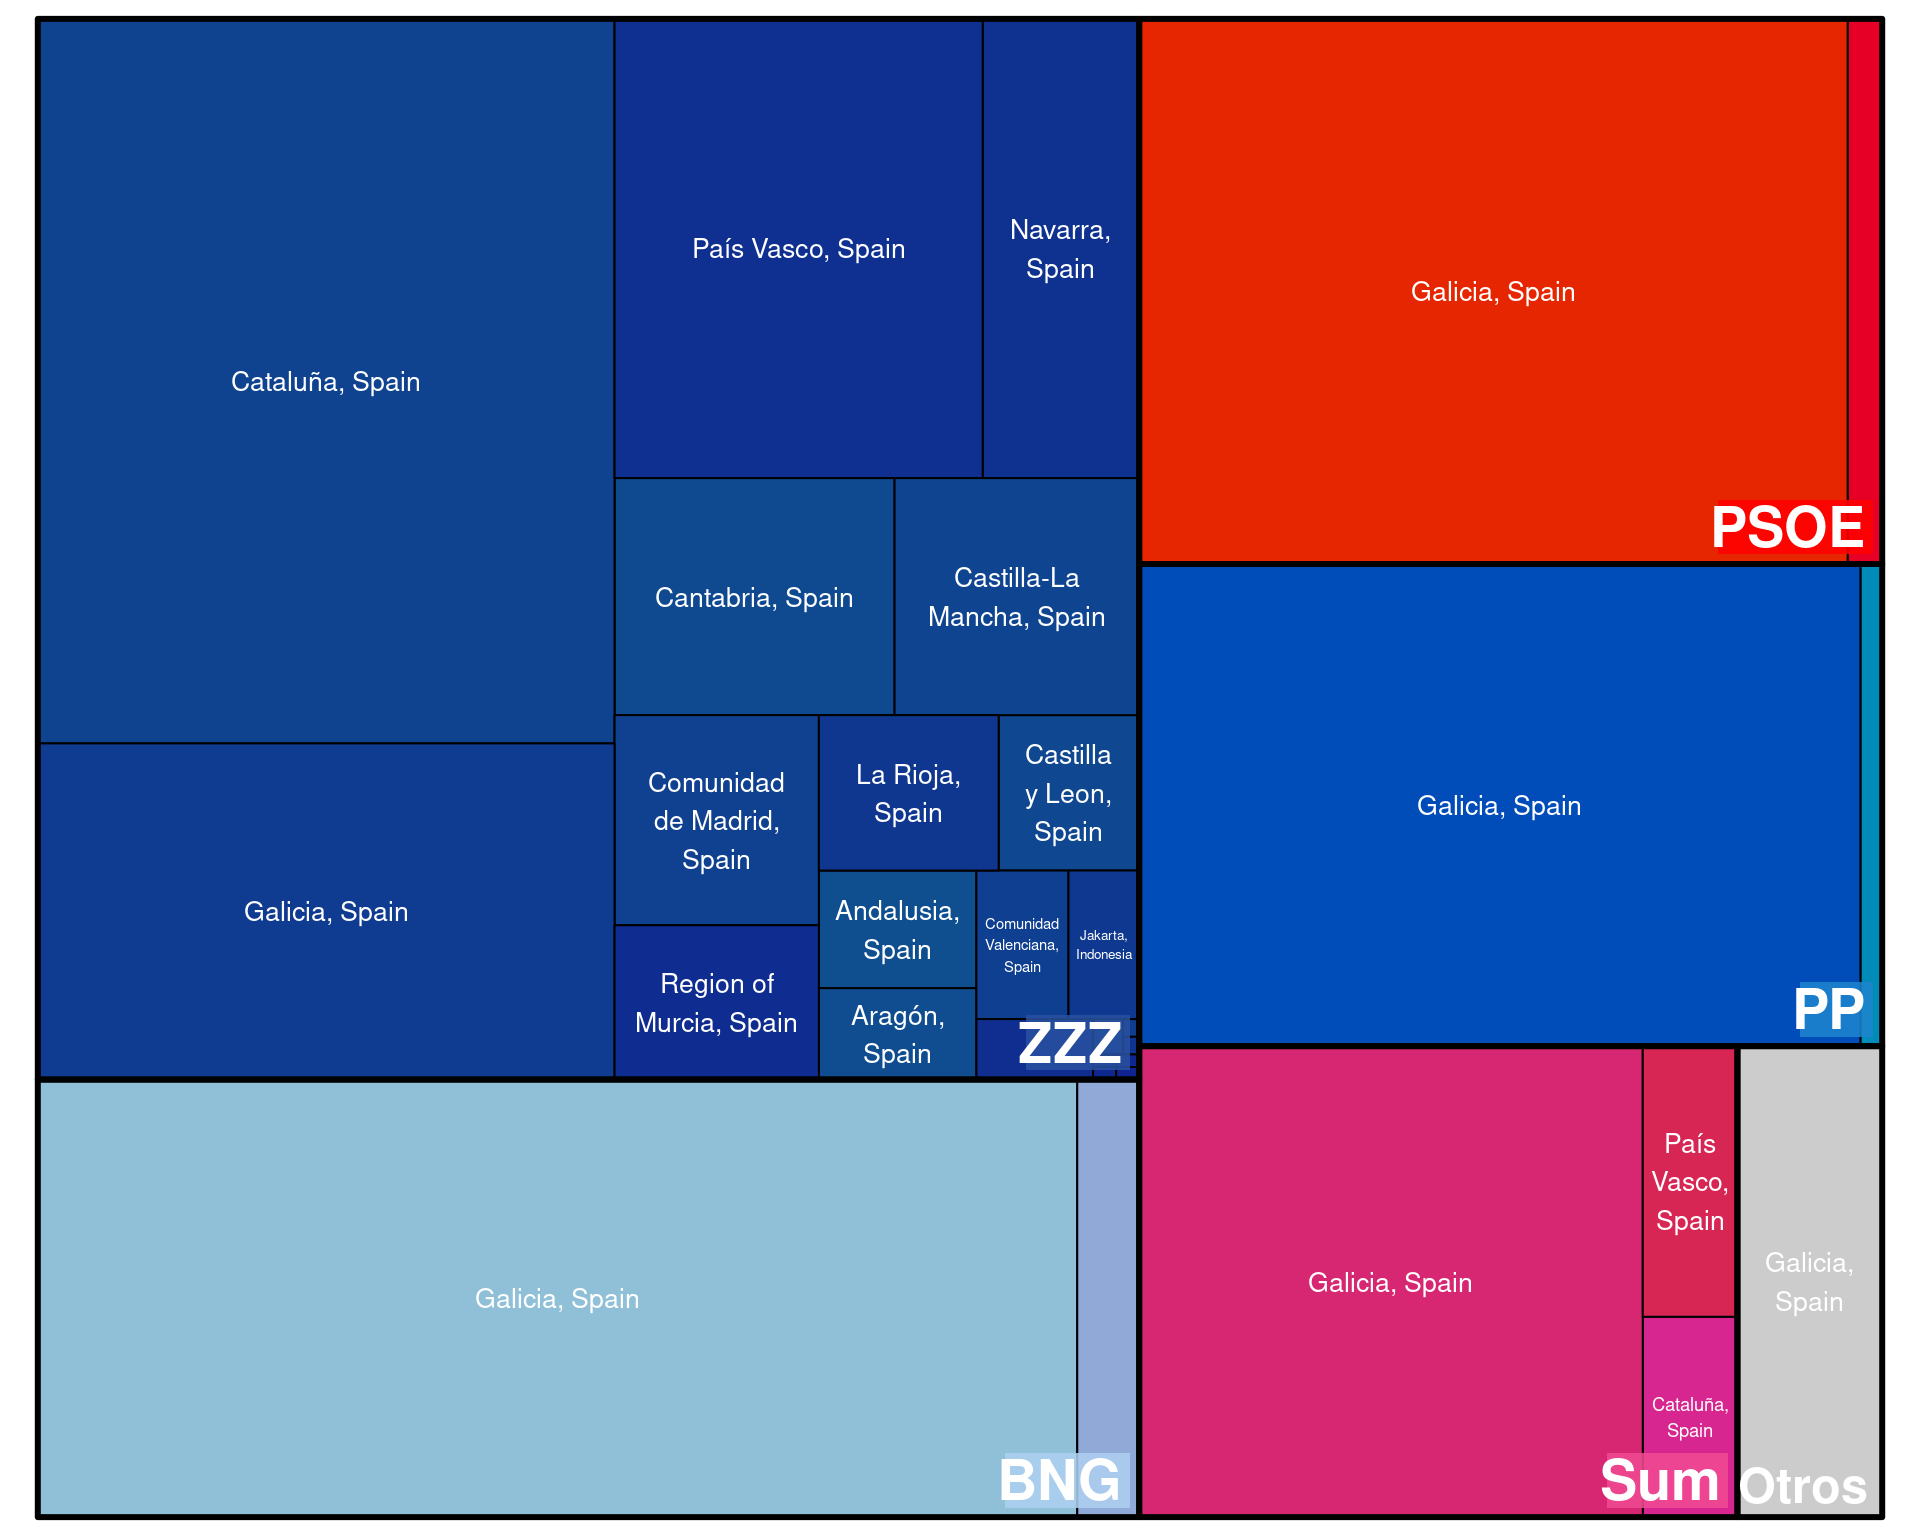 Cataluña, Spain
País Vasco, Spain
Navarra,
Spain
Cantabria, Spain
Castilla-La
Mancha, Spain
Galicia, Spain
Comunidad
de Madrid,
Spain
La Rioja,
Spain
Castilla
y Leon,
Spain
Region of
Murcia, Spain
Andalusia,
Spain
Comunidad
Valenciana,
Spain
Jakarta,
Indonesia
Aragón,
Spain
ZZZ
Galicia, Spain
BNG
Galicia, Spain
PSOE
Galicia, Spain
PP
Galicia, Spain
País
Vasco,
Spain
Cataluña,
Spain
Sum
Galicia,
Spain
Otros